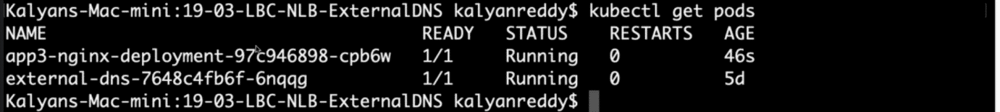 Kalyans-Mac-mini:19-03-LBC-NLB-ExternalDNS kalyanreddy$ kubectl get pods
NAME READY STATUS RESTARTS AGE
app3-nginx-deployment-97c946898-cpb6w 1/1 Running 0 46s
external-dns-7648c4fb6f-6nqqg 1/1 Running 0 5d
Kalyans-Mac-mini:19-03-LBC-NLB-ExternalDNS kalyanreddy$